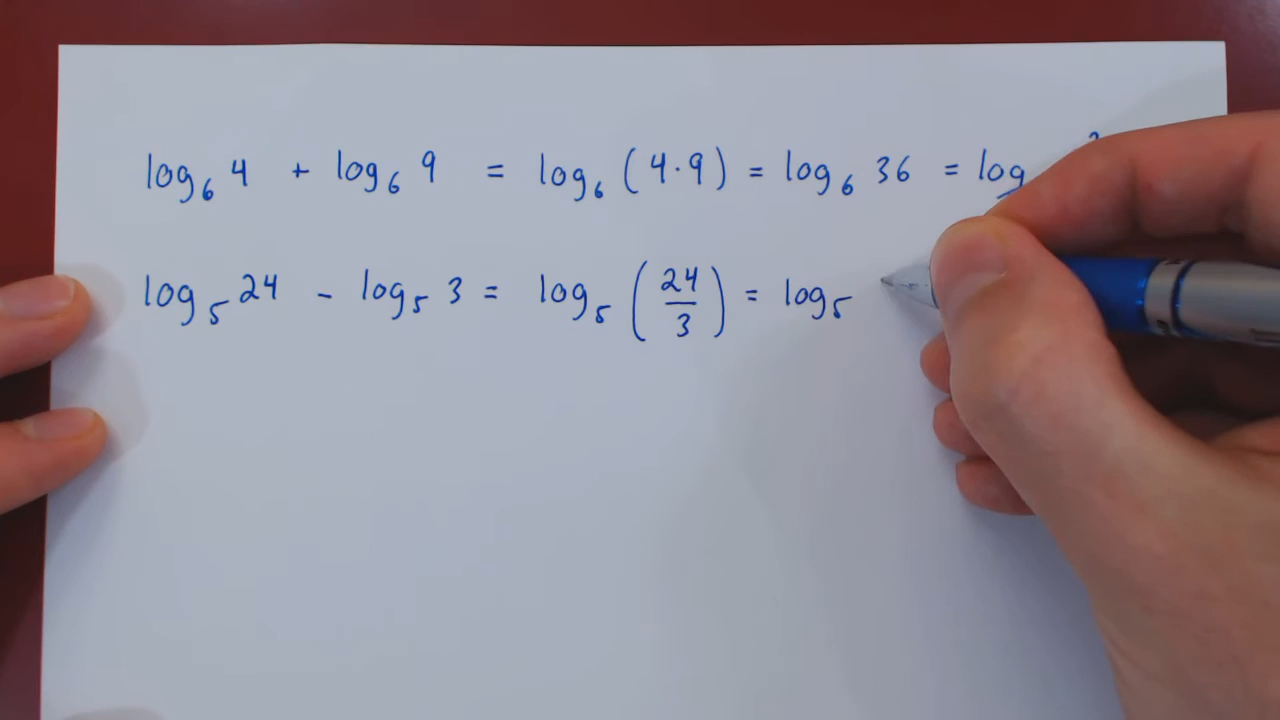 log₆ 4 + log₆ 9 = log₆ (4·9) = log₆ 36 = log
log₅ 24 - log₅ 3 = log₅ (24/3) = log₅